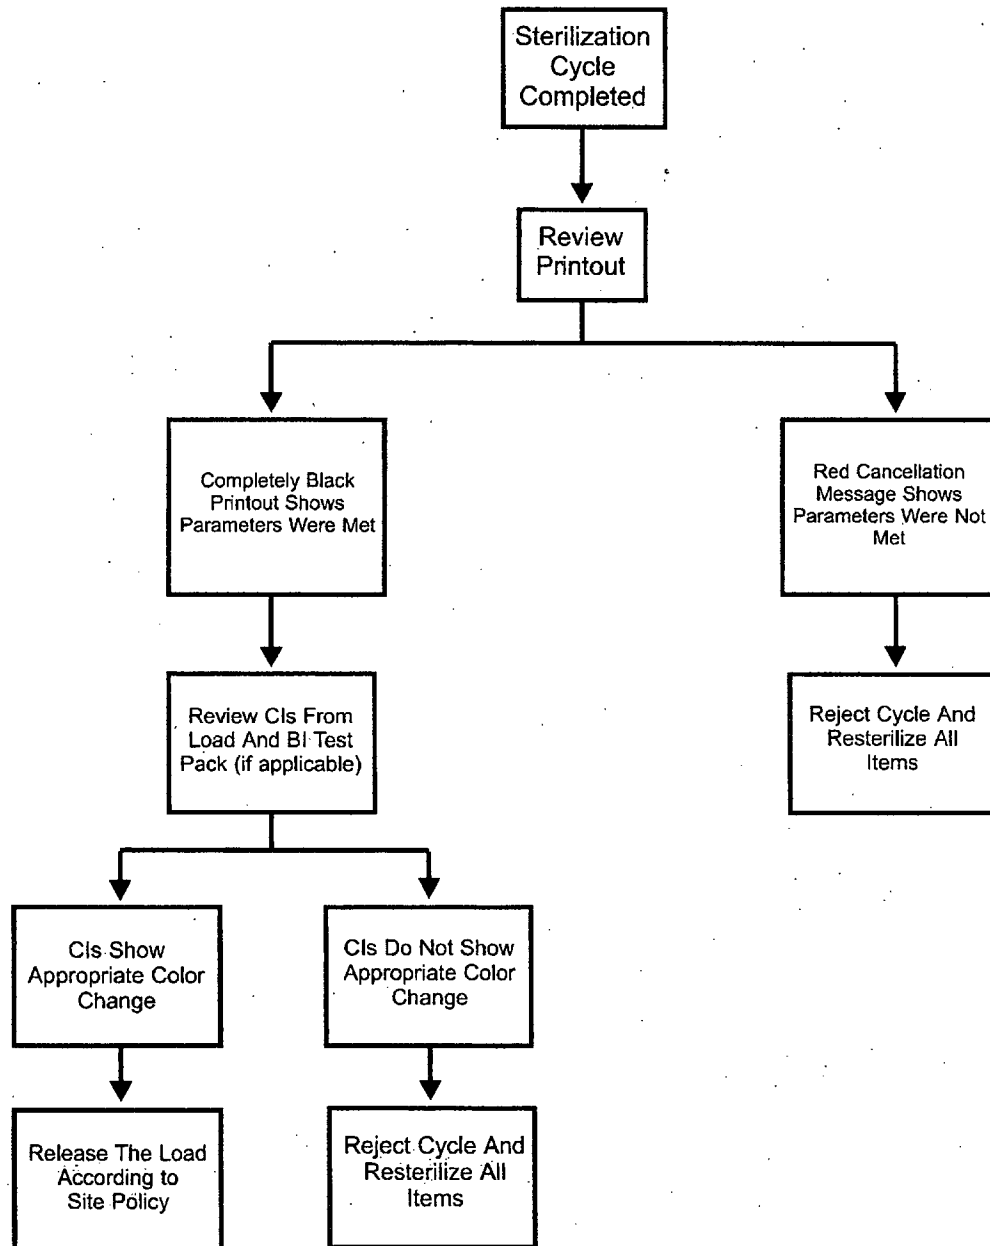 Sterilization
Cycle
Completed
Review
Printout
Completely Black
Printout Shows
Parameters Were Met
Red Cancellation
Message Shows
Parameters Were Not
Met
Review CIs From
Load And BI Test
Pack (if applicable)
Reject Cycle And
Resterilize All
Items
CIs Show
Appropriate Color
Change
CIs Do Not Show
Appropriate Color
Change
Release The Load
According to
Site Policy
Reject Cycle And
Resterilize All
Items